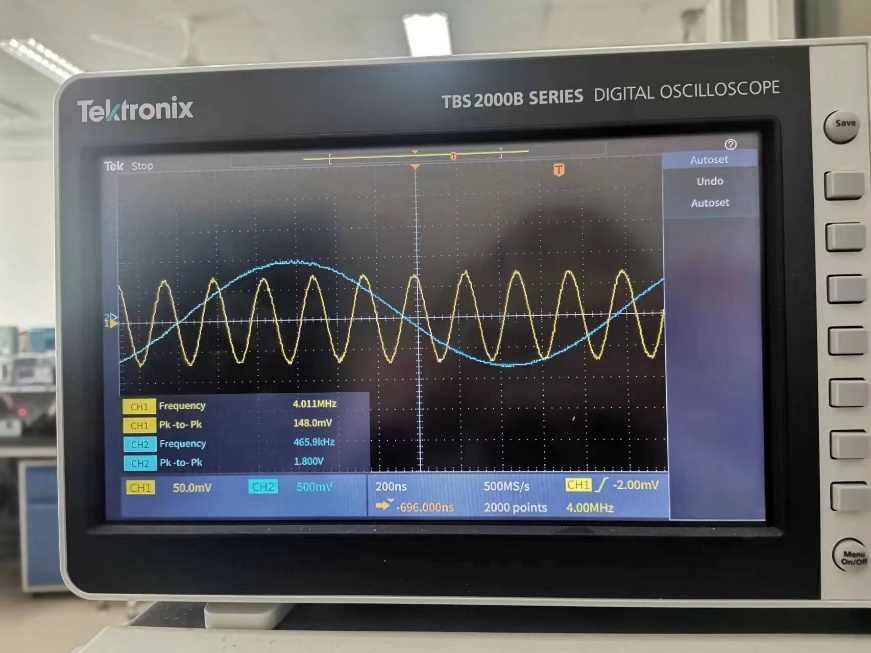 Tektronix
TBS 2000B SERIES DIGITAL OSCILLOSCOPE
Save
Tek Stop
T
T
?
Autoset
Undo
Autoset
2
1
CH1 Frequency 4.011MHz
CH1 Pk-to-Pk 148.0mV
CH2 Frequency 465.9kHz
CH2 Pk-to-Pk 1.800V
CH1 50.0mV CH2 500mV 200ns 500MS/s CH1 -2.00mV
-696.000ns 2000 points 4.00MHz
Menu
On/Off